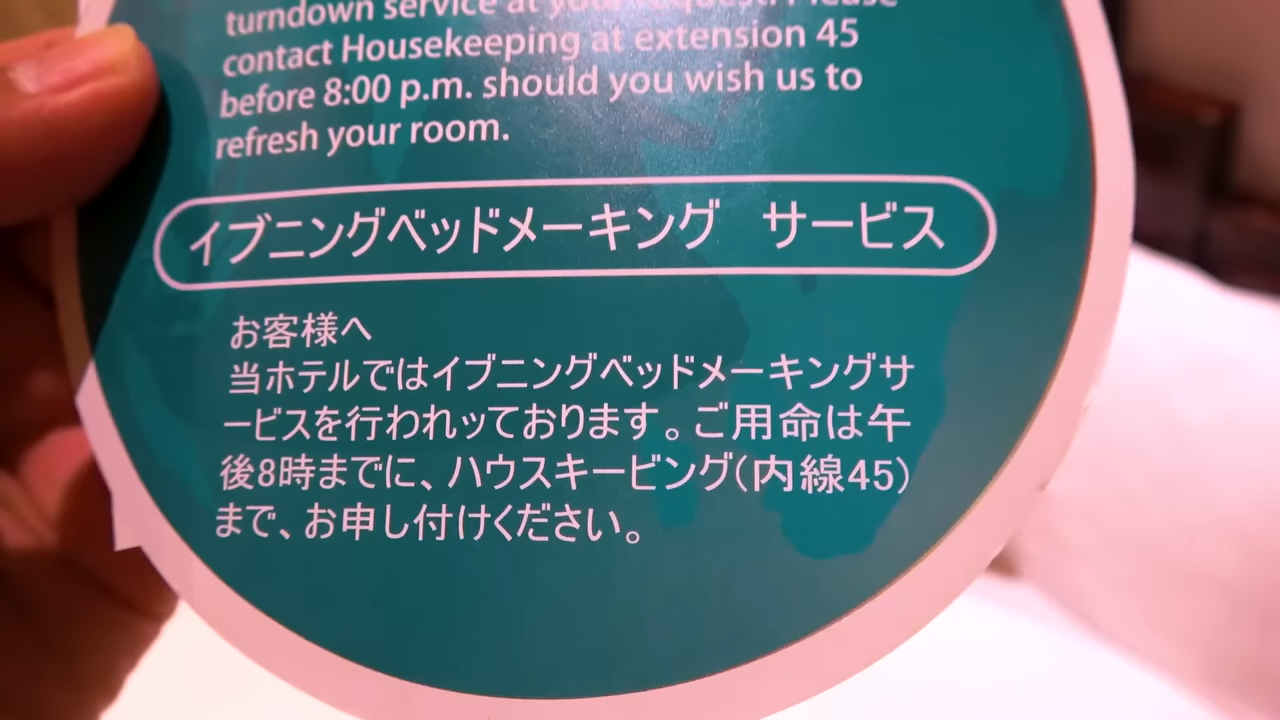 turndown service at your request. Please
contact Housekeeping at extension 45
before 8:00 p.m. should you wish us to
refresh your room.
イブニングベッドメーキング　サービス
お客様へ
当ホテルではイブニングベッドメーキングサ
ービスを行われッております。ご用命は午
後8時までに、ハウスキービング(内線45)
まで、お申し付けください。